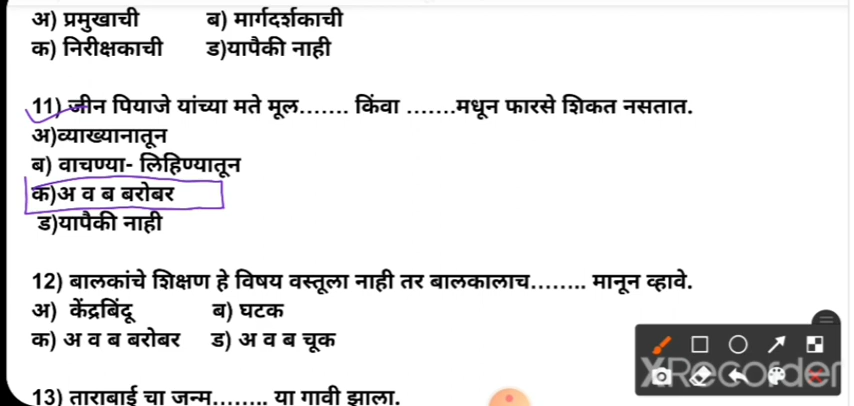 अ) प्रमुखाची ब) मार्गदर्शकाची
क) निरीक्षकाची ड)यापैकी नाही
11) जीन पियाजे यांच्या मते मूल....... किंवा .......मधून फारसे शिकत नसतात.
अ)व्याख्यानातून
ब) वाचण्या- लिहिण्यातून
क)अ व ब बरोबर
ड)यापैकी नाही
12) बालकांचे शिक्षण हे विषय वस्तूला नाही तर बालकालाच........ मानून व्हावे.
अ) केंद्रबिंदू ब) घटक
क) अ व ब बरोबर ड) अ व ब चूक
XRecorder
13) ताराबाई चा जन्म........ या गावी झाला.